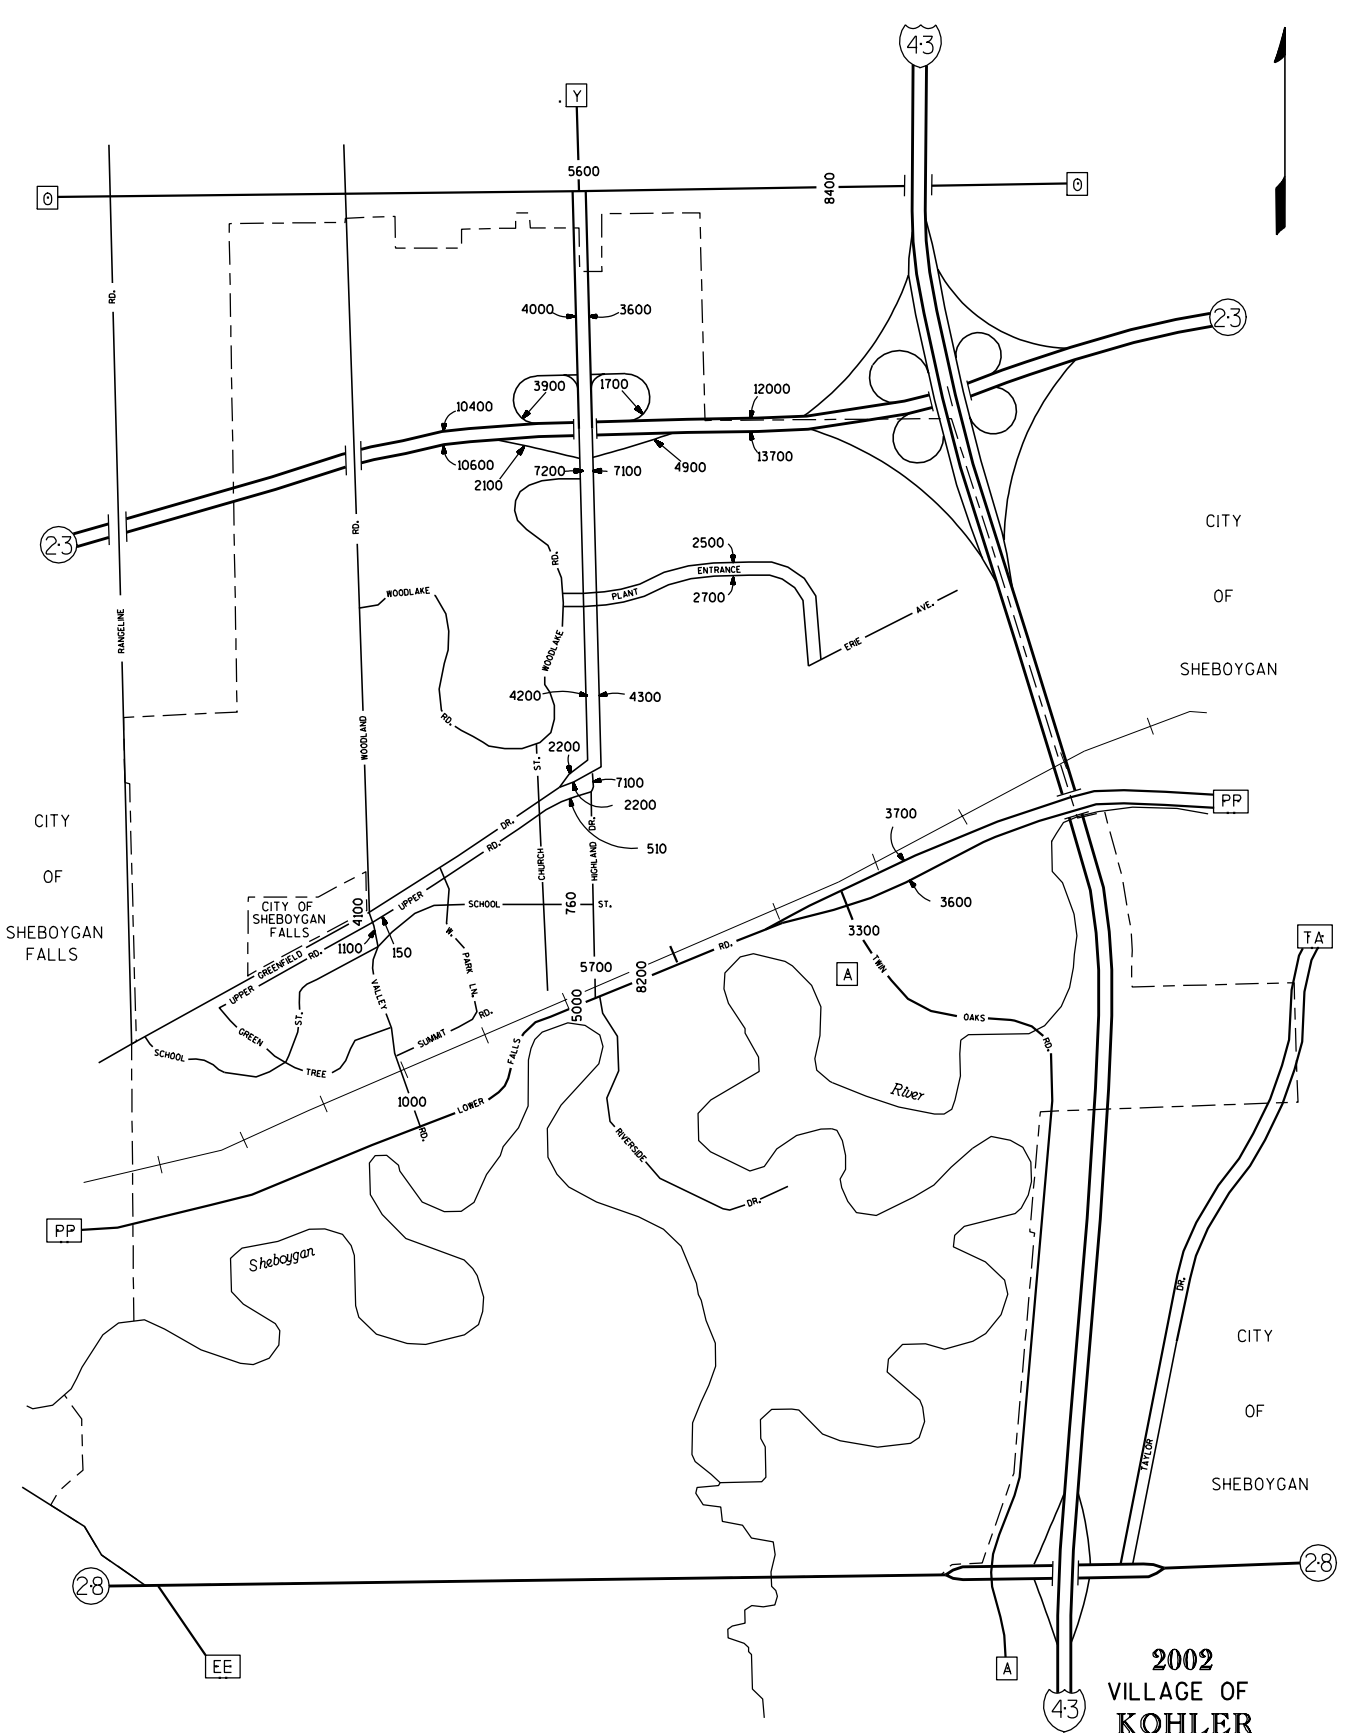 43
Y
5600
0
8400
0
RD.
4000
3600
23
3900
1700
12000
10400
10600
2100
7200
7100
4900
13700
23
RD.
RD.
CITY
OF
SHEBOYGAN
2500
ENTRANCE
PLANT
2700
WOODLAKE
ERIE AVE.
RANGELINE
WOODLAKE
4200
4300
RD.
WOODLAND
2200
ST.
7100
2200
PP
CITY
OF
SHEBOYGAN
FALLS
DR.
DR.
RD.
510
3700
CHURCH
HIGHLAND
3600
CITY OF
SHEBOYGAN
FALLS
4100
UPPER
SCHOOL
760
ST.
3300
TA
1100
150
W. PARK LN.
GREENFIELD
RD.
UPPER
5700
8200
RD.
A
TWIN
OAKS
RD.
VALLEY
5000
ST.
GREEN
TREE
SCHOOL
SUMMIT
RD.
FALLS
River
1000
LOWER
RD.
RIVERSIDE
DR.
PP
Sheboygan
DR.
CITY
OF
SHEBOYGAN
TAYLOR
28
28
EE
A
43
2002
VILLAGE OF
KOHLER